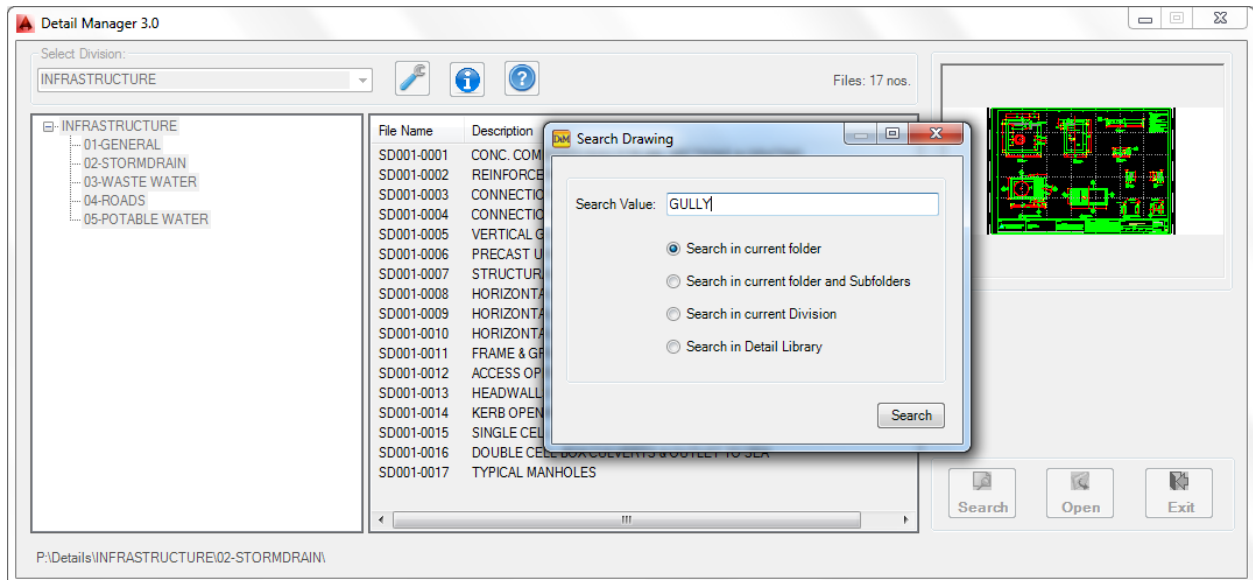 Detail Manager 3.0
Select Division:
INFRASTRUCTURE
Files: 17 nos.
INFRASTRUCTURE
01-GENERAL
02-STORMDRAIN
03-WASTE WATER
04-ROADS
05-POTABLE WATER
File Name Description
SD001-0001 CONC. COM
SD001-0002 REINFORCE
SD001-0003 CONNECTIO
SD001-0004 CONNECTIO
SD001-0005 VERTICAL G
SD001-0006 PRECAST U
SD001-0007 STRUCTUR
SD001-0008 HORIZONTA
SD001-0009 HORIZONTA
SD001-0010 HORIZONTA
SD001-0011 FRAME & GR
SD001-0012 ACCESS OP
SD001-0013 HEADWALL
SD001-0014 KERB OPEN
SD001-0015 SINGLE CEL
SD001-0016 DOUBLE CELL BOX CULVERTS & OUTLET TO SEA
SD001-0017 TYPICAL MANHOLES
DM Search Drawing
Search Value: GULLY
Search in current folder
Search in current folder and Subfolders
Search in current Division
Search in Detail Library
Search
Search Open Exit
P:\Details\INFRASTRUCTURE\02-STORMDRAIN\